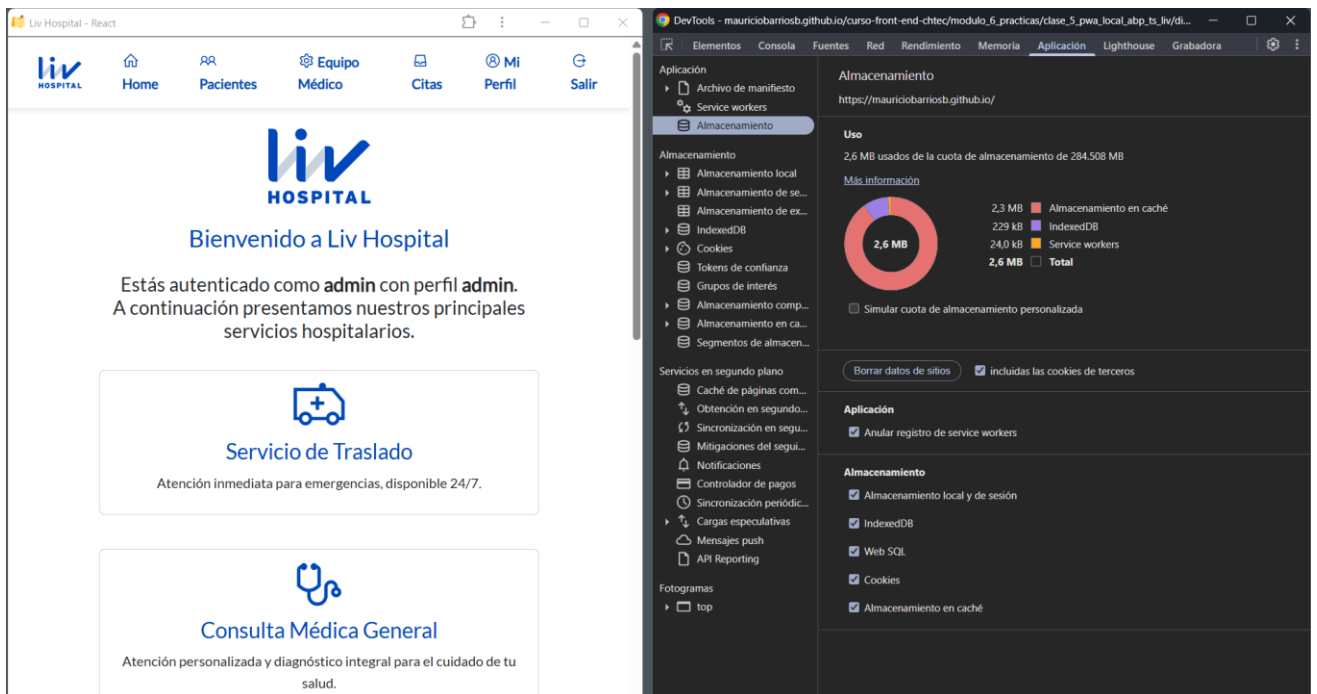 Liv Hospital - React
liv
HOSPITAL
Home
Pacientes
Equipo
Médico
Citas
Mi
Perfil
Salir
liv
HOSPITAL
Bienvenido a Liv Hospital
Estás autenticado como admin con perfil admin.
A continuación presentamos nuestros principales
servicios hospitalarios.
Servicio de Traslado
Atención inmediata para emergencias, disponible 24/7.
Consulta Médica General
Atención personalizada y diagnóstico integral para el cuidado de tu
salud.
DevTools - mauriciobarriosb.github.io/curso-front-end-chtec/modulo_6_practicas/clase_5_pwa_local_abp_ts_liv/di...
Elementos Consola Fuentes Red Rendimiento Memoria Aplicación Lighthouse Grabadora
Aplicación
Archivo de manifiesto
Service workers
Almacenamiento
Almacenamiento
Almacenamiento local
Almacenamiento de se...
Almacenamiento de ex...
IndexedDB
Cookies
Tokens de confianza
Grupos de interés
Almacenamiento comp...
Almacenamiento en ca...
Segmentos de almacen...
Servicios en segundo plano
Caché de páginas com...
Obtención en segundo...
Sincronización en segu...
Mitigaciones del segui...
Notificaciones
Controlador de pagos
Sincronización periódic...
Cargas especulativas
Mensajes push
API Reporting
Fotogramas
top
Almacenamiento
https://mauriciobarriosb.github.io/
Uso
2,6 MB usados de la cuota de almacenamiento de 284.508 MB
Más información
2,6 MB
2,3 MB Almacenamiento en caché
229 kB IndexedDB
24,0 kB Service workers
2,6 MB Total
Simular cuota de almacenamiento personalizada
Borrar datos de sitios incluidas las cookies de terceros
Aplicación
Anular registro de service workers
Almacenamiento
Almacenamiento local y de sesión
IndexedDB
Web SQL
Cookies
Almacenamiento en caché